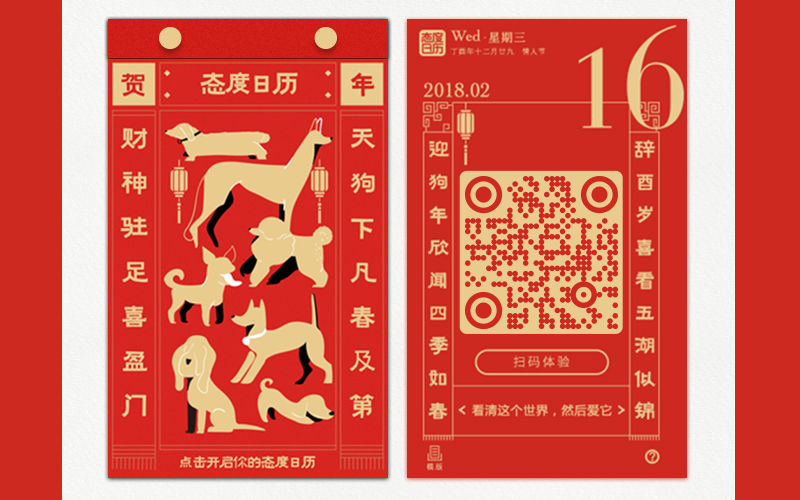 贺
态度日历
年
天狗下凡春及第
财神驻足喜盈门
点击开启你的态度日历
态度日历
Wed·星期三
丁酉年十二月廿九 情人节
16
2018.02
辞酉岁喜看五湖似锦
迎狗年欣闻四季如春
扫码体验
< 看清这个世界，然后爱它 >
模版
?